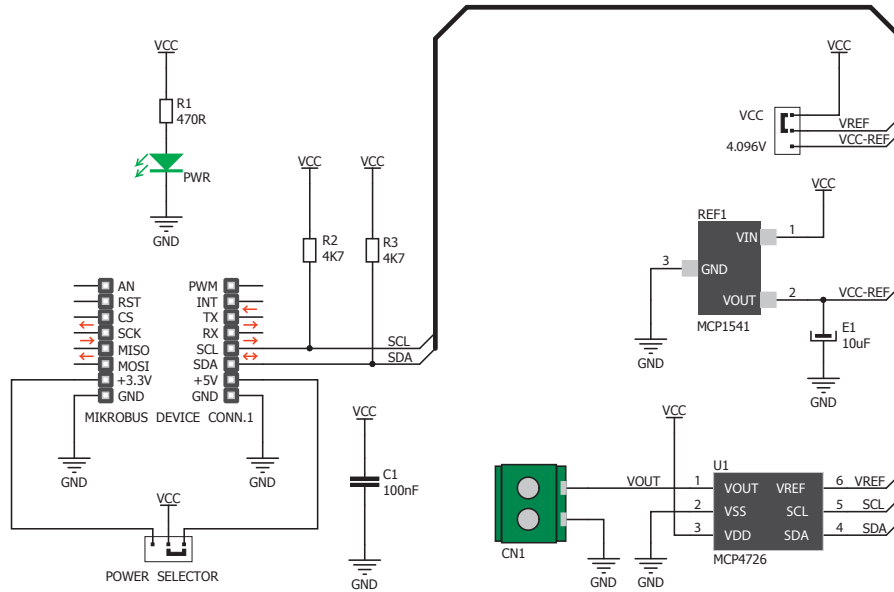 VCC
R1
470R
PWR
GND
VCC
VCC
R2
4K7
R3
4K7
AN
RST
CS
SCK
MISO
MOSI
+3.3V
GND
PWM
INT
TX
RX
SCL
SDA
+5V
GND
SCL
SDA
MIKROBUS DEVICE CONN.1
GND
GND
VCC
POWER SELECTOR
VCC
C1
100nF
GND
VCC
VCC
4.096V
VREF
VCC-REF
VCC
REF1
VIN
1
3
GND
VOUT
2
VCC-REF
MCP1541
E1
10uF
GND
GND
VCC
CN1
VOUT
GND
GND
U1
1
VOUT
VREF
6
VREF
2
VSS
SCL
5
SCL
3
VDD
SDA
4
SDA
MCP4726